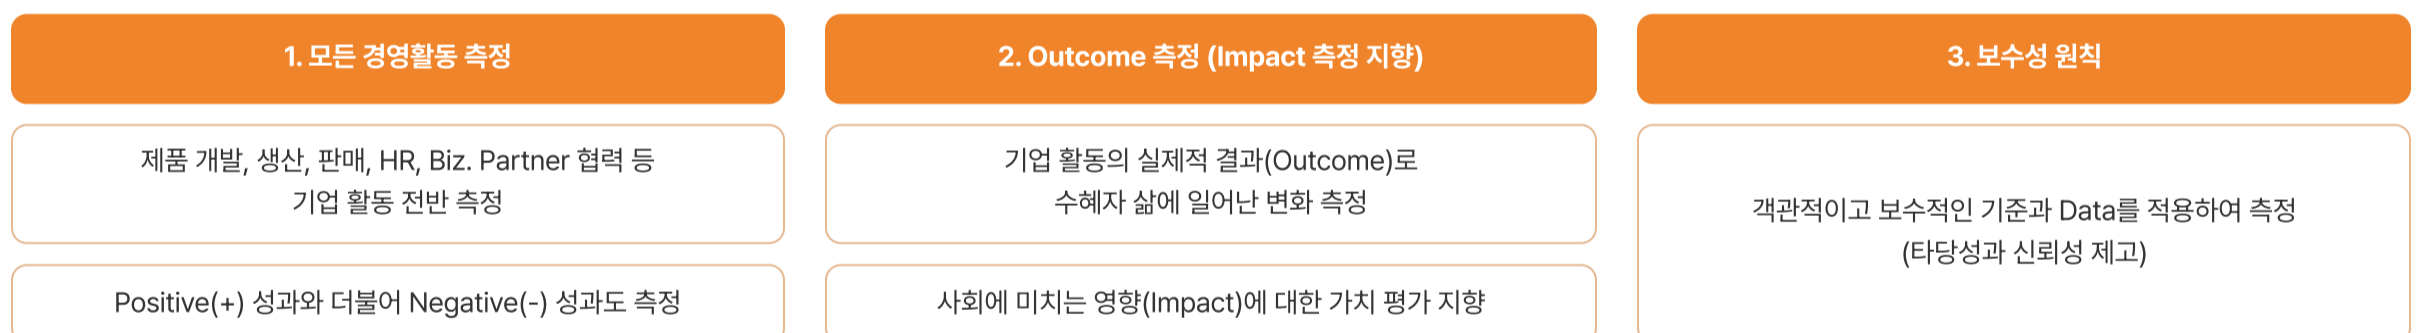 1. 모든 경영활동 측정
제품 개발, 생산, 판매, HR, Biz. Partner 협력 등
기업 활동 전반 측정
Positive(+) 성과와 더불어 Negative(-) 성과도 측정
2. Outcome 측정 (Impact 측정 지향)
기업 활동의 실제적 결과(Outcome)로
수혜자 삶에 일어난 변화 측정
사회에 미치는 영향(Impact)에 대한 가치 평가 지향
3. 보수성 원칙
객관적이고 보수적인 기준과 Data를 적용하여 측정
(타당성과 신뢰성 제고)